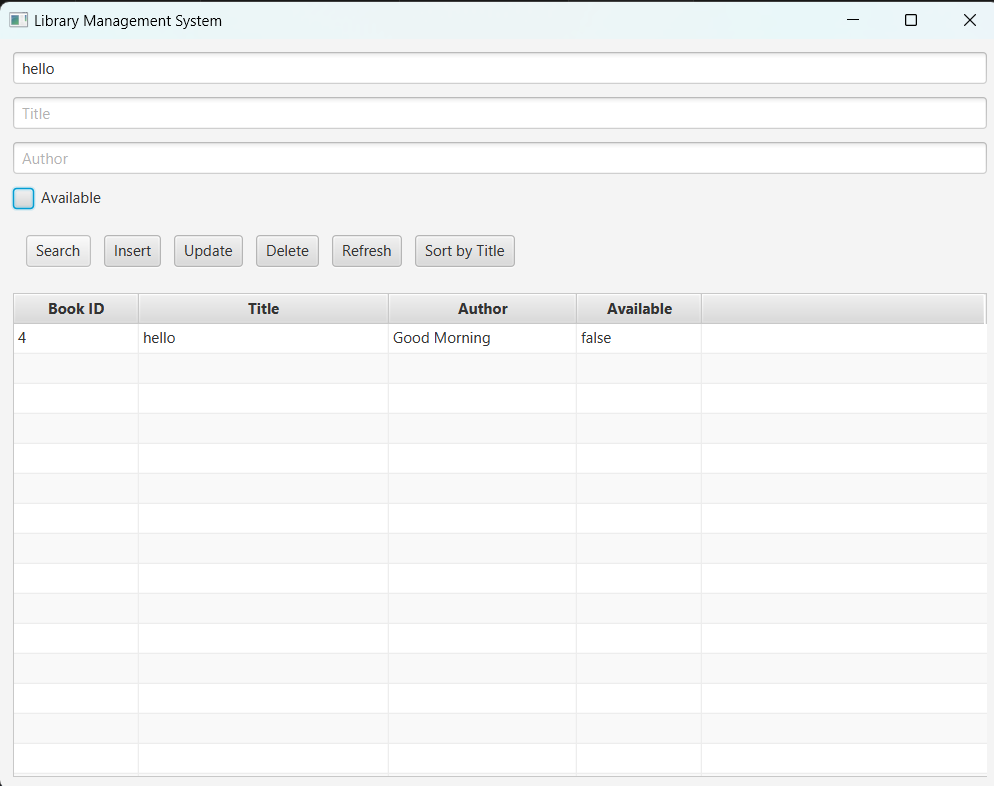 Library Management System
hello
Title
Author
Available
Search Insert Update Delete Refresh Sort by Title
Book ID Title Author Available
4 hello Good Morning false